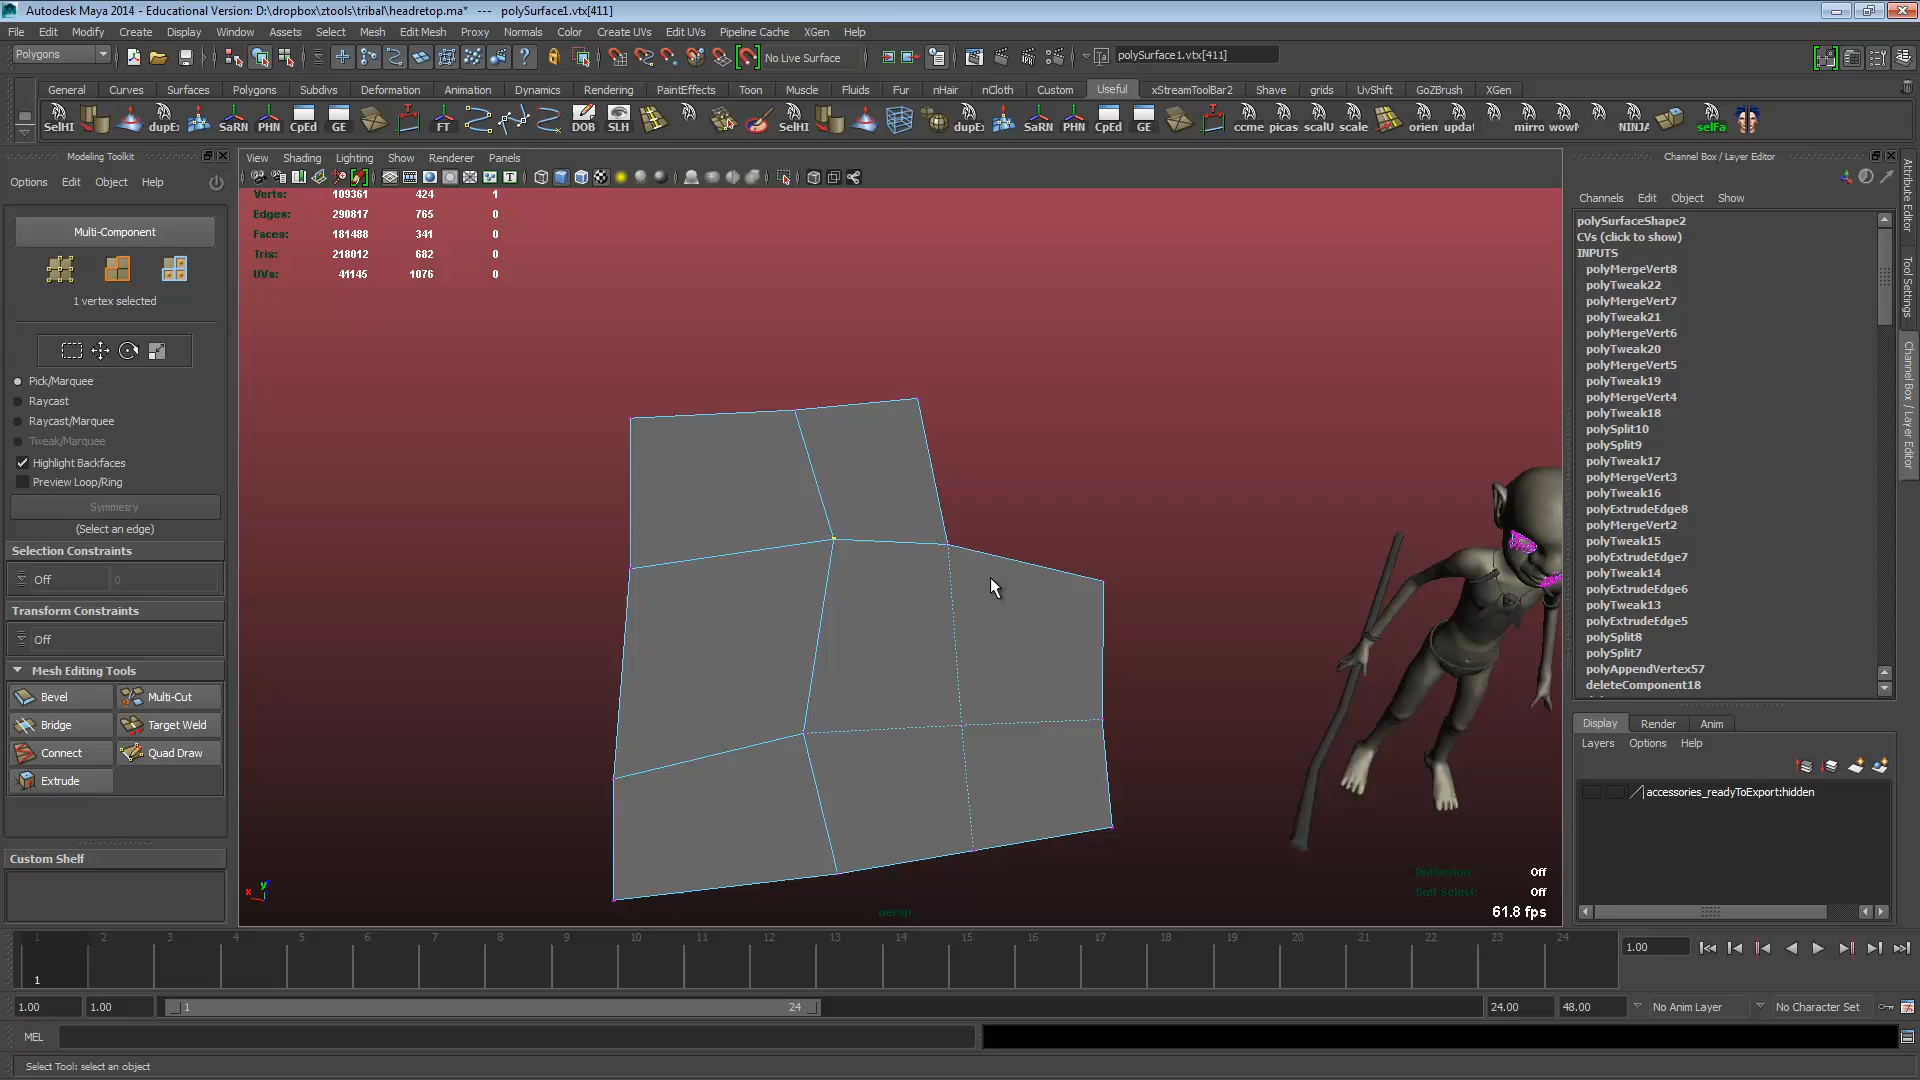 Autodesk Maya 2014 - Educational Version: D:\dropbox\ztools\tribal\headretop.ma* --- polySurface1.vtx[411]
File Edit Modify Create Display Window Assets Select Mesh Edit Mesh Proxy Normals Color Create UVs Edit UVs Pipeline Cache XGen Help
Polygons No Live Surface polySurface1.vtx[411]
General Curves Surfaces Polygons Subdivs Deformation Animation Dynamics Rendering PaintEffects Toon Muscle Fluids Fur nHair nCloth Custom Useful xStreamToolBar2 Shave grids UvShift GoZBrush XGen
SelHI dupE SaRN PHN CpEd GE FT DOB SLH SelHI dupE SaRN PHN CpEd GE ccme picas scalU scale orien updat mirro wowN NINJA selFa
Modeling Toolkit
Options Edit Object Help
Multi-Component
1 vertex selected
Pick/Marquee
Raycast
Raycast/Marquee
Tweak/Marquee
Highlight Backfaces
Preview Loop/Ring
Symmetry
(Select an edge)
Selection Constraints
Off 0
Transform Constraints
Off
Mesh Editing Tools
Bevel Multi-Cut
Bridge Target Weld
Connect Quad Draw
Extrude
Custom Shelf
View Shading Lighting Show Renderer Panels
Verts: 109361 424 1
Edges: 290817 765 0
Faces: 181488 341 0
Tris: 218012 682 0
UVs: 41145 1076 0
y
x
persp
Off
Soft Select: Off
61.8 fps
Channel Box / Layer Editor
Channels Edit Object Show
polySurfaceShape2
CVs (click to show)
INPUTS
polyMergeVert8
polyTweak22
polyMergeVert7
polyTweak21
polyMergeVert6
polyTweak20
polyMergeVert5
polyTweak19
polyMergeVert4
polyTweak18
polySplit10
polySplit9
polyTweak17
polyMergeVert3
polyTweak16
polyExtrudeEdge8
polyMergeVert2
polyTweak15
polyExtrudeEdge7
polyTweak14
polyExtrudeEdge6
polyTweak13
polyExtrudeEdge5
polySplit8
polySplit7
polyAppendVertex57
deleteComponent18
Display Render Anim
Layers Options Help
accessories_readyToExport:hidden
Attribute Editor
Tool Settings
Channel Box / Layer Editor
1 2 3 4 5 6 7 8 9 10 11 12 13 14 15 16 17 18 19 20 21 22 23 24
1
1.00
1.00 1.00 1 24 24.00 48.00 No Anim Layer No Character Set
MEL
Select Tool: select an object